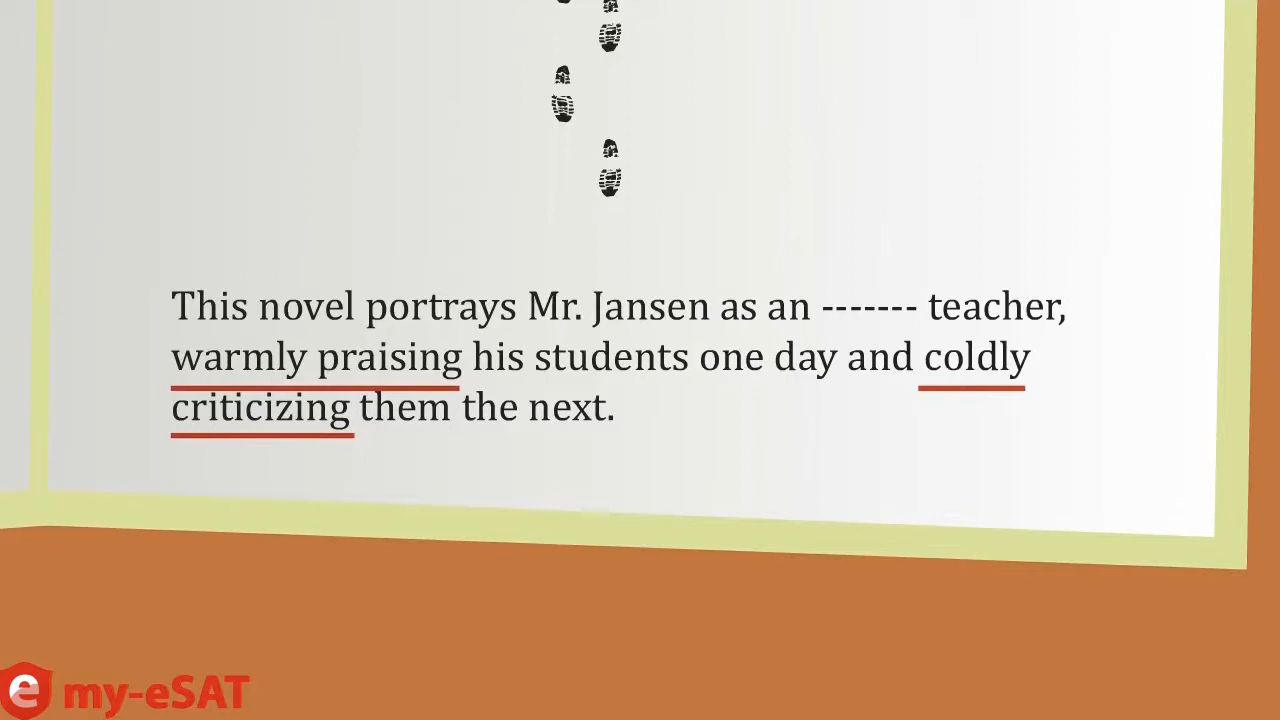 This novel portrays Mr. Jansen as an ------- teacher,
warmly praising his students one day and coldly
criticizing them the next.
e my-eSAT